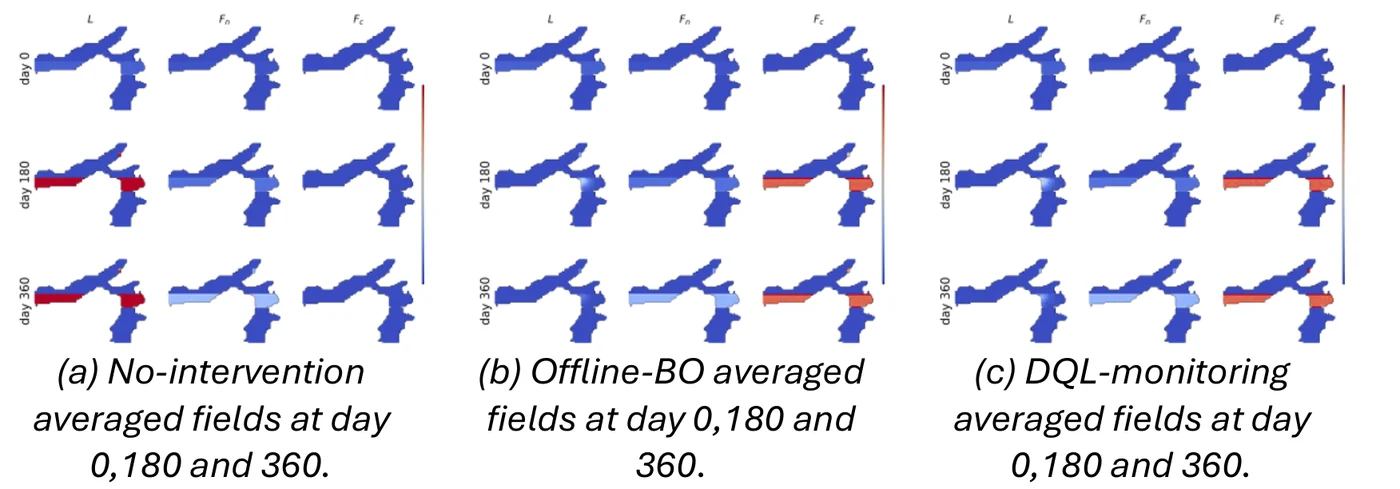 L Fn Fc
day 0
day 180
day 360
(a) No-intervention
averaged fields at day
0,180 and 360.
L Fn Fc
day 0
day 180
day 360
(b) Offline-BO averaged
fields at day 0,180 and
360.
L Fn Fc
day 0
day 180
day 360
(c) DQL-monitoring
averaged fields at day
0,180 and 360.